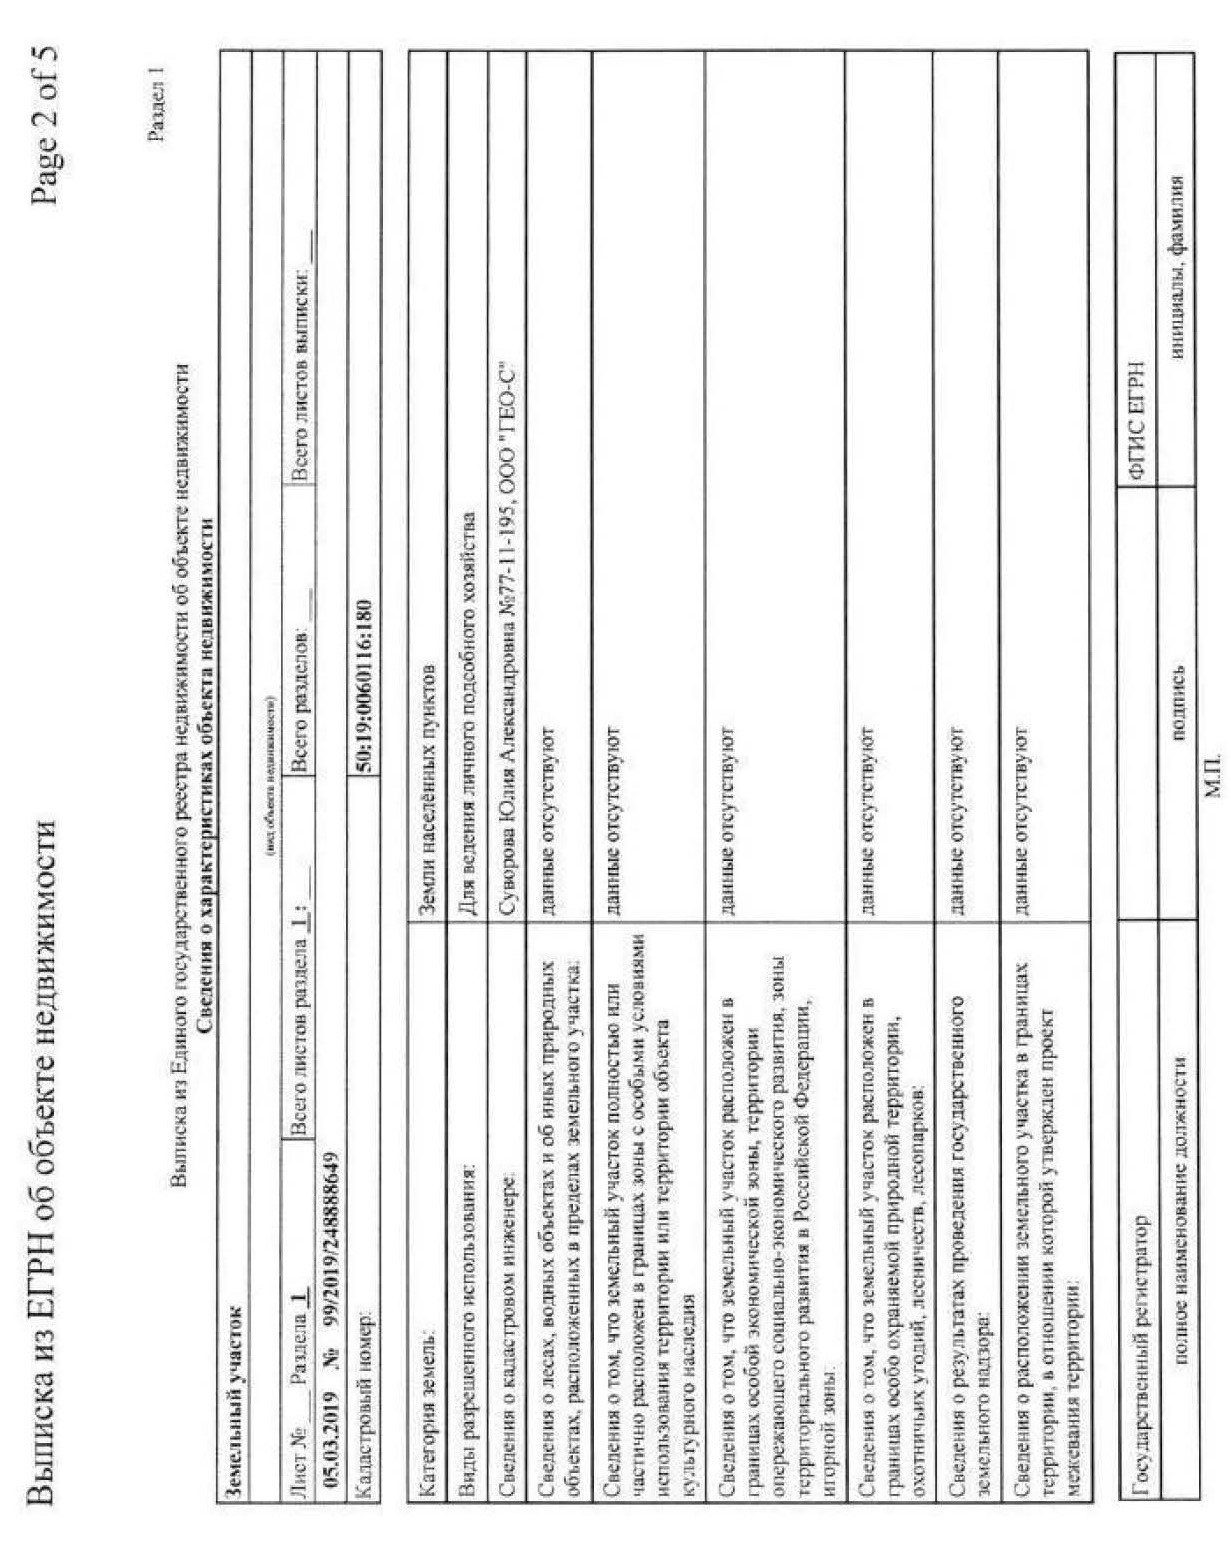 Выписка из ЕГРН об объекте недвижимости Page 2 of 5
Раздел 1
Выписка из Единого государственного реестра недвижимости об объекте недвижимости
Сведения о характеристиках объекта недвижимости
Земельный участок
(вид объекта недвижимости)
Лист № ___ Раздела 1 Всего листов раздела 1 : ___ Всего разделов: ___ Всего листов выписки: ___
05.03.2019 № 99/2019/248888649
Кадастровый номер: 50:19:0060116:180
Категория земель: Земли населённых пунктов
Виды разрешенного использования: Для ведения личного подсобного хозяйства
Сведения о кадастровом инженере: Суворова Юлия Александровна №77-11-195, ООО "ГЕО-С"
Сведения о лесах, водных объектах и об иных природных данные отсутствуют
объектах, расположенных в пределах земельного участка:
Сведения о том, что земельный участок полностью или данные отсутствуют
частично расположен в границах зоны с особыми условиями
использования территории или территории объекта
культурного наследия
Сведения о том, что земельный участок расположен в данные отсутствуют
границах особой экономической зоны, территории
опережающего социально-экономического развития, зоны
территориального развития в Российской Федерации,
игорной зоны:
Сведения о том, что земельный участок расположен в данные отсутствуют
границах особо охраняемой природной территории,
охотничьих угодий, лесничеств, лесопарков:
Сведения о результатах проведения государственного данные отсутствуют
земельного надзора:
Сведения о расположении земельного участка в границах данные отсутствуют
территории, в отношении которой утвержден проект
межевания территории:
Государственный регистратор ФГИС ЕГРН
полное наименование должности подпись инициалы, фамилия
М.П.